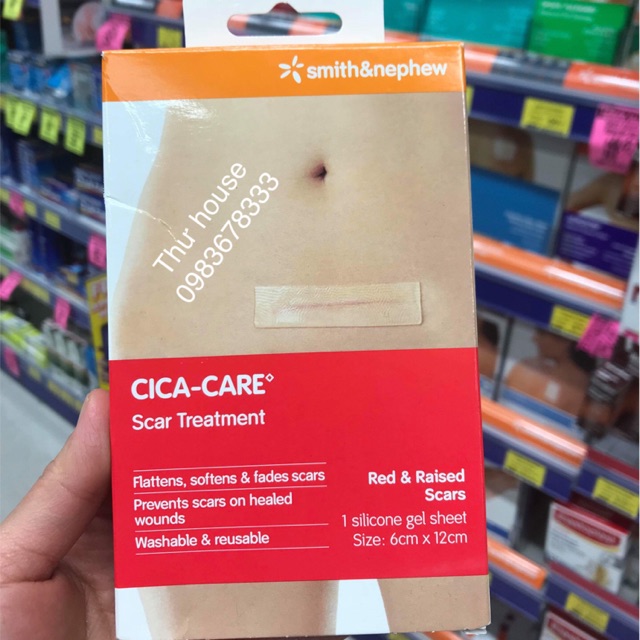 smith&nephew
Thư house
0983678333
CICA-CARE◊
Scar Treatment
Flattens, softens & fades scars
Prevents scars on healed
wounds
Washable & reusable
Red & Raised
Scars
1 silicone gel sheet
Size: 6cm x 12cm